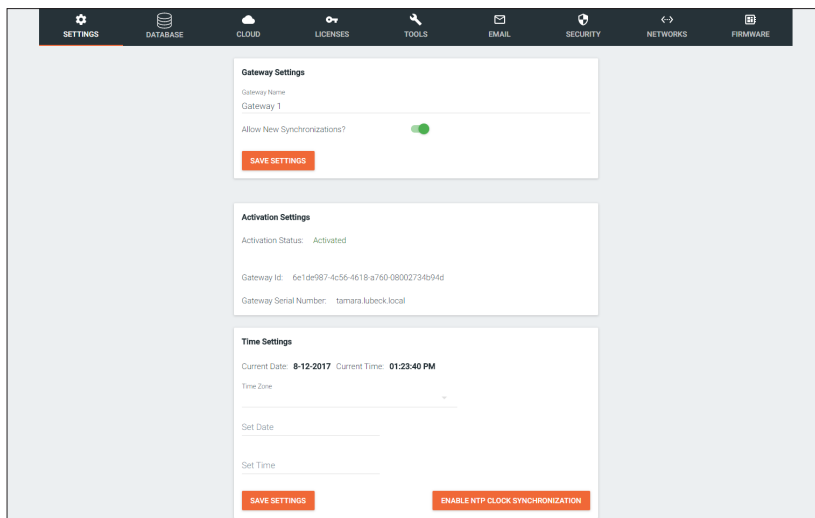 SETTINGS DATABASE CLOUD LICENSES TOOLS EMAIL SECURITY NETWORKS FIRMWARE
Gateway Settings
Gateway Name
Gateway 1
Allow New Synchronizations?
SAVE SETTINGS
Activation Settings
Activation Status: Activated
Gateway Id: 6e1de987-4c56-4618-a760-08002734b94d
Gateway Serial Number: tamara.lubeck.local
Time Settings
Current Date: 8-12-2017 Current Time: 01:23:40 PM
Time Zone
Set Date
Set Time
SAVE SETTINGS ENABLE NTP CLOCK SYNCHRONIZATION